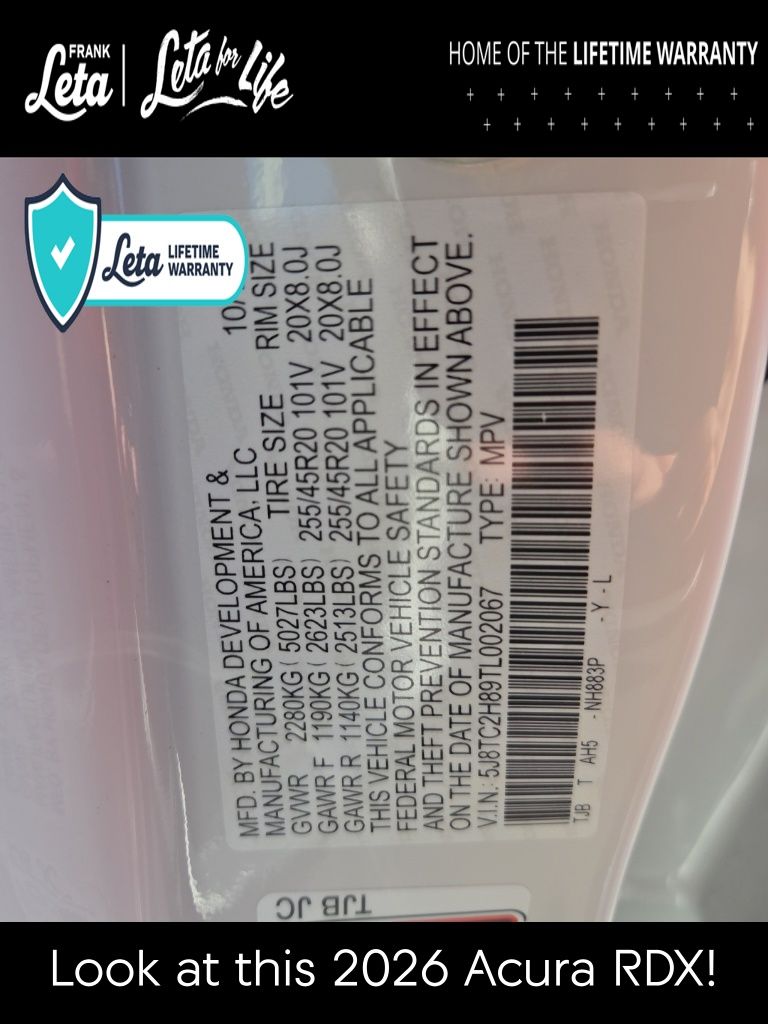 FRANK
Leta
Leta for Life
HOME OF THE LIFETIME WARRANTY
Leta LIFETIME
WARRANTY
MFD. BY HONDA DEVELOPMENT &
MANUFACTURING OF AMERICA, LLC 10/
GVWR 2280KG ( 5027LBS) TIRE SIZE RIM SIZE
GAWR F 1190KG ( 2623LBS) 255/45R20 101V 20X8.0J
GAWR R 1140KG ( 2513LBS) 255/45R20 101V 20X8.0J
THIS VEHICLE CONFORMS TO ALL APPLICABLE
FEDERAL MOTOR VEHICLE SAFETY
AND THEFT PREVENTION STANDARDS IN EFFECT
ON THE DATE OF MANUFACTURE SHOWN ABOVE.
V.I.N.: 5J8TC2H89TL002067 TYPE: MPV
TJB T AH5 - NH883P - Y - L
TJB JC
Look at this 2026 Acura RDX!